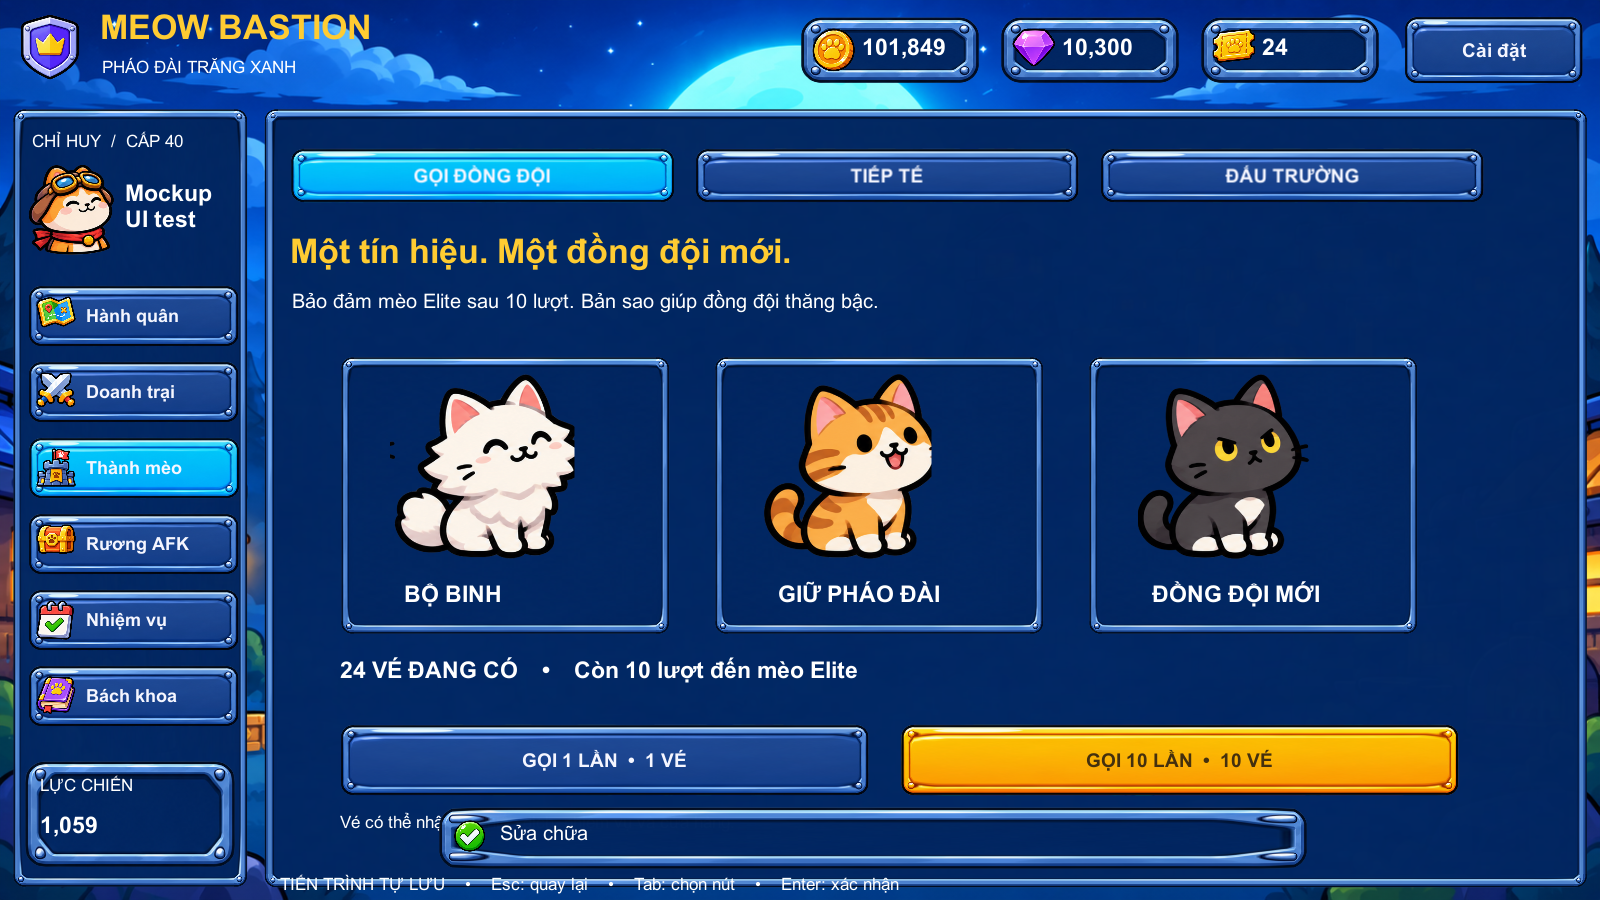 MEOW BASTION
PHÁO ĐÀI TRĂNG XANH
101,849
10,300
24
Cài đặt
CHỈ HUY / CẤP 40
Mockup
UI test
Hành quân
Doanh trại
Thành mèo
Rương AFK
Nhiệm vụ
Bách khoa
LỰC CHIẾN
1,059
GỌI ĐỒNG ĐỘI
TIẾP TẾ
ĐẤU TRƯỜNG
Một tín hiệu. Một đồng đội mới.
Bảo đảm mèo Elite sau 10 lượt. Bản sao giúp đồng đội thăng bậc.
BỘ BINH
GIỮ PHÁO ĐÀI
ĐỒNG ĐỘI MỚI
24 VÉ ĐANG CÓ • Còn 10 lượt đến mèo Elite
GỌI 1 LẦN • 1 VÉ
GỌI 10 LẦN • 10 VÉ
Vé có thể
Sửa chữa
TIẾN TRÌNH TỰ LƯU • Esc: quay lại • Tab: chọn nút • Enter: xác nhận